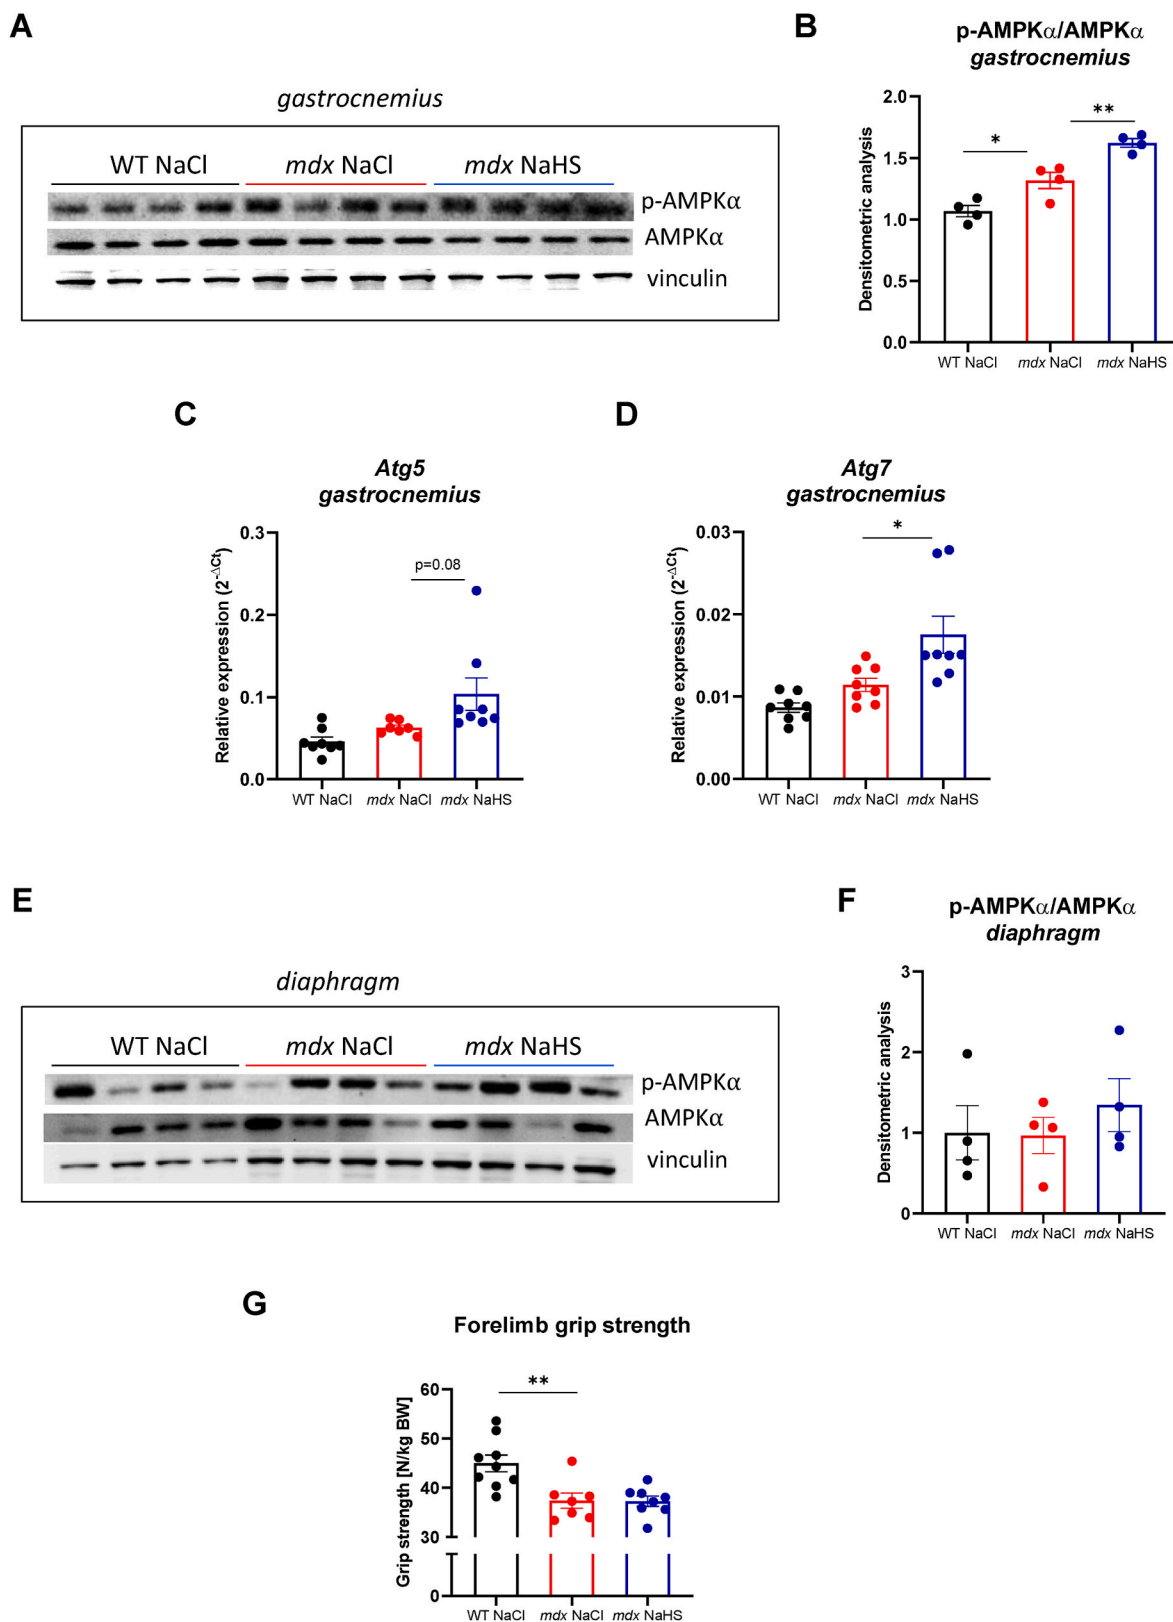 A
gastrocnemius
WT NaCl mdx NaCl mdx NaHS
p-AMPKα
AMPKα
vinculin
B
p-AMPKα/AMPKα
gastrocnemius
Densitometric analysis
2.0
1.5
1.0
0.5
0.0
*
**
WT NaCl mdx NaCl mdx NaHS
C
Atg5
gastrocnemius
Relative expression (2^-ΔCt)
0.3
0.2
0.1
0.0
p=0.08
WT NaCl mdx NaCl mdx NaHS
D
Atg7
gastrocnemius
Relative expression (2^-ΔCt)
0.03
0.02
0.01
0.00
*
WT NaCl mdx NaCl mdx NaHS
E
diaphragm
WT NaCl mdx NaCl mdx NaHS
p-AMPKα
AMPKα
vinculin
F
p-AMPKα/AMPKα
diaphragm
Densitometric analysis
3
2
1
0
WT NaCl mdx NaCl mdx NaHS
G
Forelimb grip strength
Grip strength [N/kg BW]
60
50
40
30
0
**
WT NaCl mdx NaCl mdx NaHS